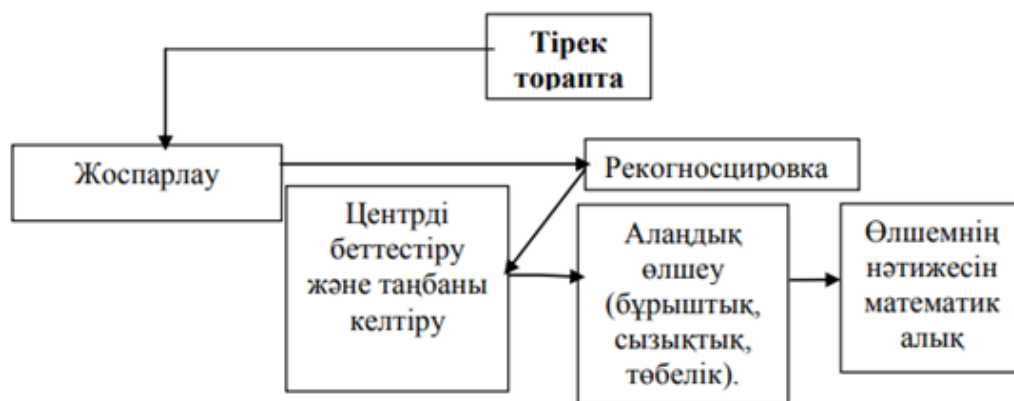 Тірек
торапта
Жоспарлау
Рекогносцировка
Центрді
беттестіру
және таңбаны
келтіру
Алаңдық
өлшеу
(бұрыштық,
сызықтық,
төбелік).
Өлшемнің
нәтижесін
математик
алық